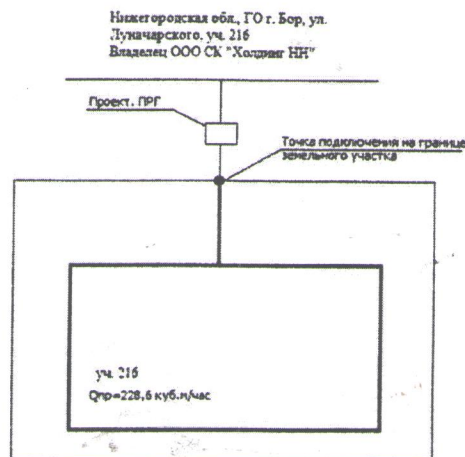 Нижегородская обл., ГО г. Бор, ул.
Луначарского, уч. 216
Владелец ООО СК "Холдинг НН"
Проект. ПРГ
Точка подключения на границе
земельного участка
уч. 216
Qпр=228,6 куб.м/час